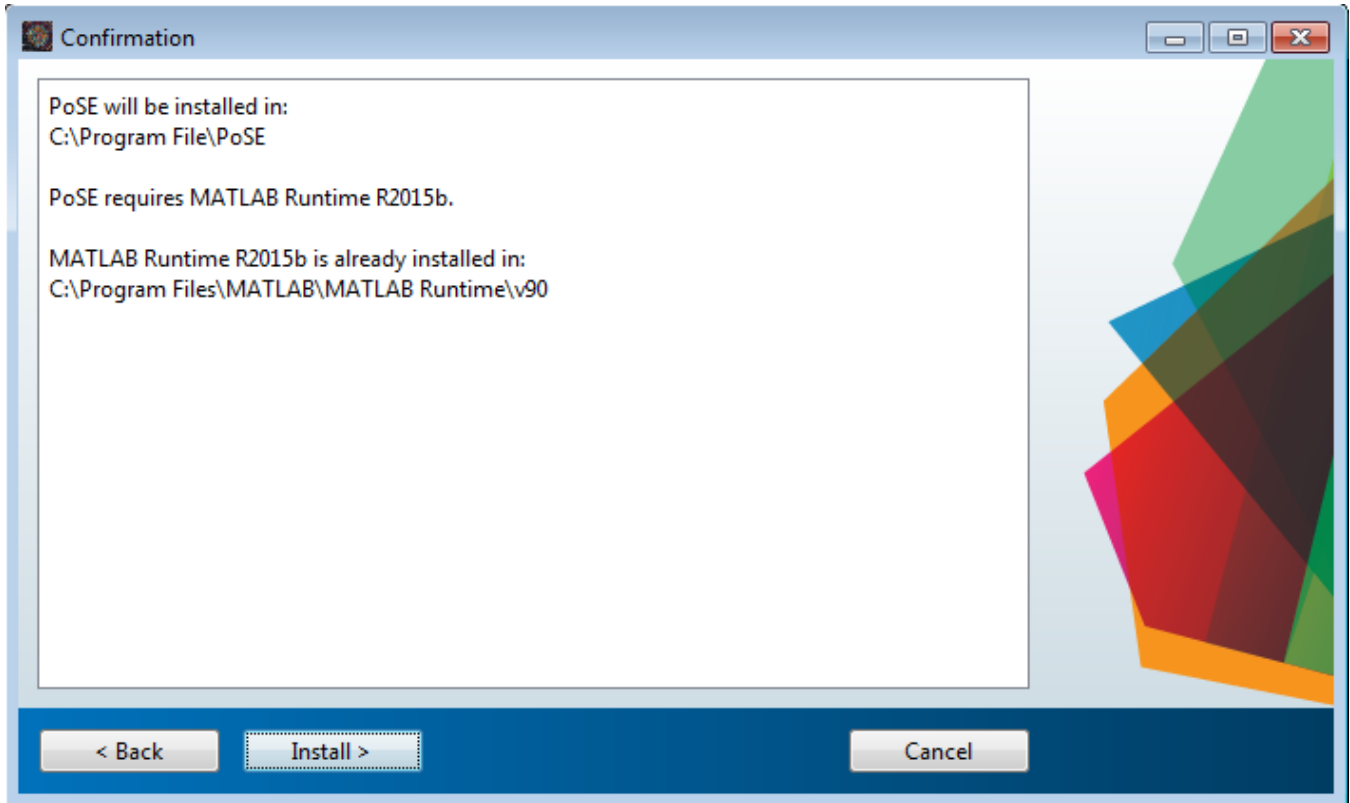 Confirmation
PoSE will be installed in:
C:\Program File\PoSE
PoSE requires MATLAB Runtime R2015b.
MATLAB Runtime R2015b is already installed in:
C:\Program Files\MATLAB\MATLAB Runtime\v90
< Back
Install >
Cancel